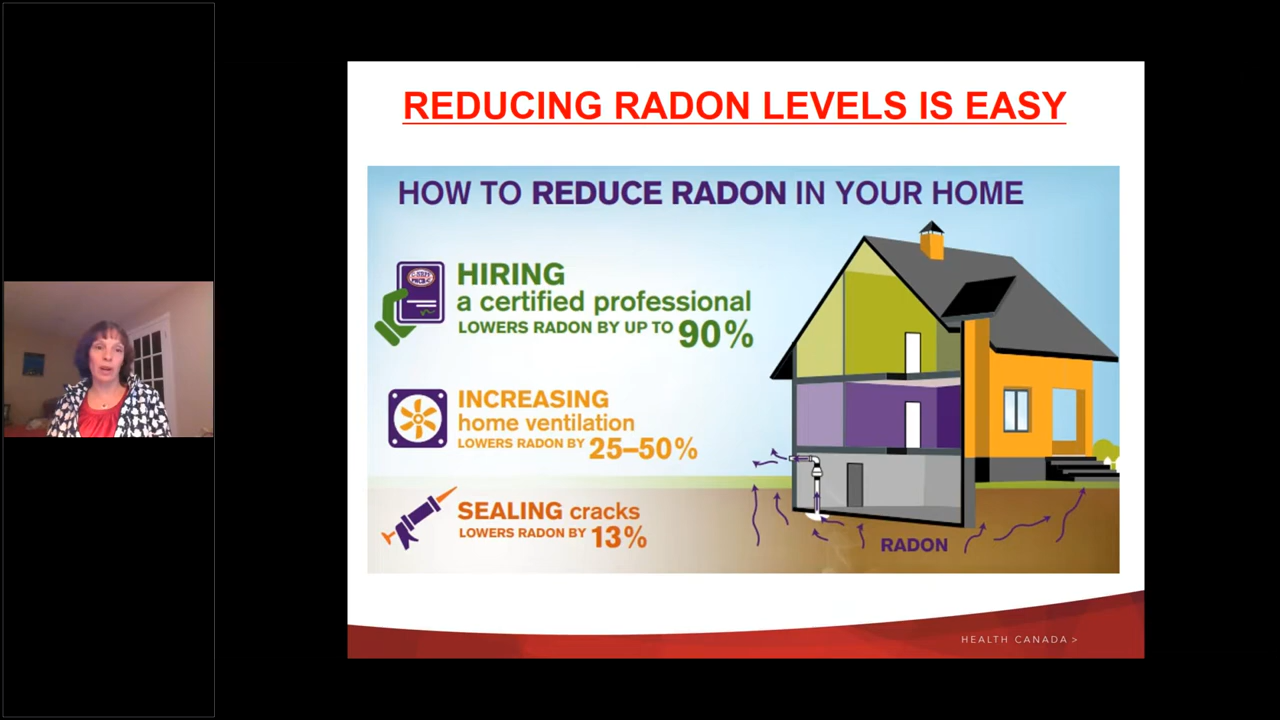 REDUCING RADON LEVELS IS EASY
HOW TO REDUCE RADON IN YOUR HOME
HIRING
a certified professional
LOWERS RADON BY UP TO 90%
INCREASING
home ventilation
LOWERS RADON BY 25–50%
SEALING cracks
LOWERS RADON BY 13%
RADON
HEALTH CANADA >